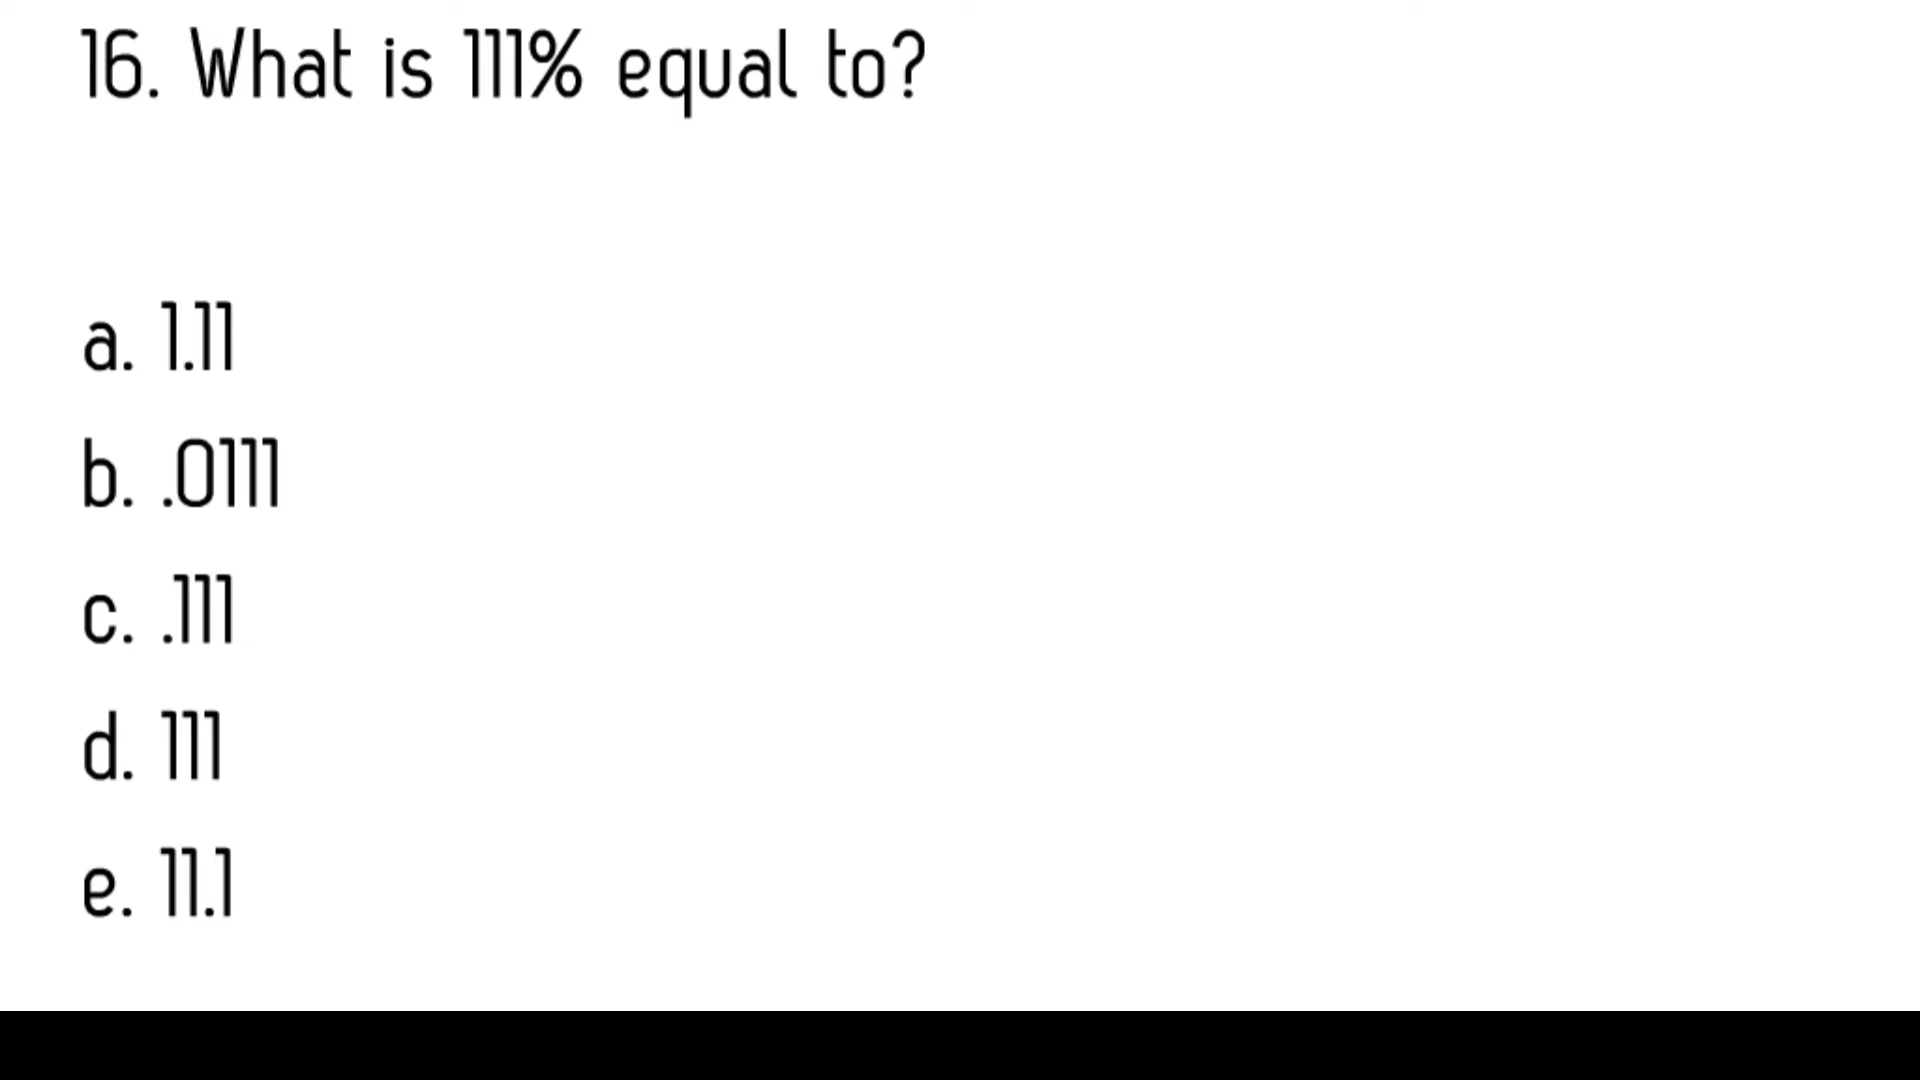 16. What is 111% equal to?
a. 1.11
b. .0111
c. .111
d. 111
e. 11.1